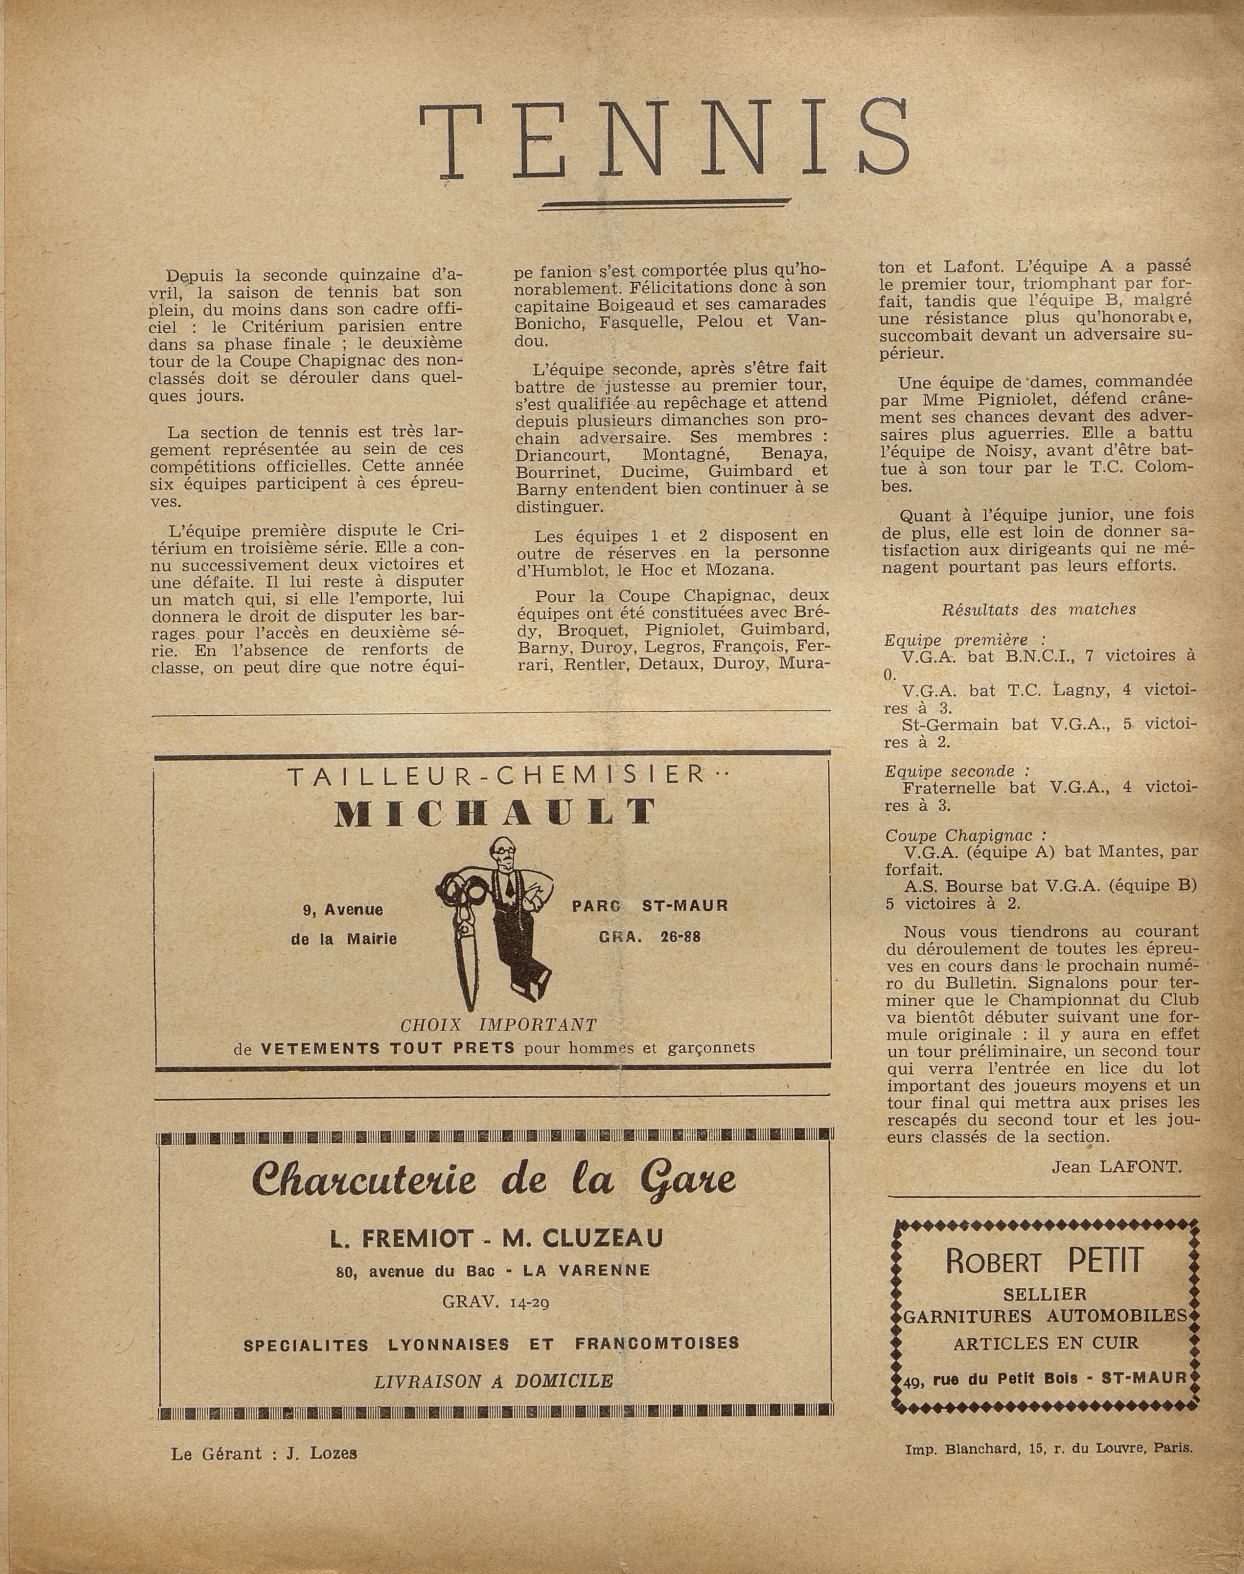 TENNIS
Depuis la seconde quinzaine d'a-
vril, la saison de tennis bat son
plein, du moins dans son cadre offi-
ciel : le Critérium parisien entre
dans sa phase finale ; le deuxième
tour de la Coupe Chapignac des non-
classés doit se dérouler dans quel-
ques jours.
La section de tennis est très lar-
gement représentée au sein de ces
compétitions officielles. Cette année
six équipes participent à ces épreu-
ves.
L'équipe première dispute le Cri-
térium en troisième série. Elle a con-
nu successivement deux victoires et
une défaite. Il lui reste à disputer
un match qui, si elle l'emporte, lui
donnera le droit de disputer les bar-
rages pour l'accès en deuxième sé-
rie. En l'absence de renforts de
classe, on peut dire que notre équi-
pe fanion s'est comportée plus qu'ho-
norablement. Félicitations donc à son
capitaine Boigeaud et ses camarades
Bonicho, Fasquelle, Pelou et Van-
dou.
L'équipe seconde, après s'être fait
battre de justesse au premier tour,
s'est qualifiée au repêchage et attend
depuis plusieurs dimanches son pro-
chain adversaire. Ses membres :
Driancourt, Montagné, Benaya,
Bourrinet, Ducime, Guimbard et
Barny entendent bien continuer à se
distinguer.
Les équipes 1 et 2 disposent en
outre de réserves en la personne
d'Humblot, le Hoc et Mozana.
Pour la Coupe Chapignac, deux
équipes ont été constituées avec Bré-
dy, Broquet, Pigniolet, Guimbard,
Barny, Duroy, Legros, François, Fer-
rari, Rentler, Detaux, Duroy, Mura-
ton et Lafont. L'équipe A a passé
le premier tour, triomphant par for-
fait, tandis que l'équipe B, malgré
une résistance plus qu'honorable,
succombait devant un adversaire su-
périeur.
Une équipe de dames, commandée
par Mme Pigniolet, défend crâne-
ment ses chances devant des adver-
saires plus aguerries. Elle a battu
l'équipe de Noisy, avant d'être bat-
tue à son tour par le T.C. Colom-
bes.
Quant à l'équipe junior, une fois
de plus, elle est loin de donner sa-
tisfaction aux dirigeants qui ne mé-
nagent pourtant pas leurs efforts.
Résultats des matches
Equipe première :
V.G.A. bat B.N.C.I., 7 victoires à
0.
V.G.A. bat T.C. Lagny, 4 victoi-
res à 3.
St-Germain bat V.G.A., 5 victoi-
res à 2.
Equipe seconde :
Fraternelle bat V.G.A., 4 victoi-
res à 3.
Coupe Chapignac :
V.G.A. (équipe A) bat Mantes, par
forfait.
A.S. Bourse bat V.G.A. (équipe B)
5 victoires à 2.
Nous vous tiendrons au courant
du déroulement de toutes les épreu-
ves en cours dans le prochain numé-
ro du Bulletin. Signalons pour ter-
miner que le Championnat du Club
va bientôt débuter suivant une for-
mule originale : il y aura en effet
un tour préliminaire, un second tour
qui verra l'entrée en lice du lot
important des joueurs moyens et un
tour final qui mettra aux prises les
rescapés du second tour et les jou-
eurs classés de la section.
Jean LAFONT.
TAILLEUR-CHEMISIER
MICHAULT
9, Avenue
de la Mairie
PARC ST-MAUR
GRA. 26-88
CHOIX IMPORTANT
de VETEMENTS TOUT PRETS pour hommes et garçonnets
Charcuterie de la Gare
L. FREMIOT - M. CLUZEAU
80, avenue du Bac - LA VARENNE
GRAV. 14-29
SPECIALITES LYONNAISES ET FRANCOMTOISES
LIVRAISON A DOMICILE
ROBERT PETIT
SELLIER
GARNITURES AUTOMOBILES
ARTICLES EN CUIR
49, rue du Petit Bois - ST-MAUR
Le Gérant : J. Lozes
Imp. Blanchard, 15, r. du Louvre, Paris.